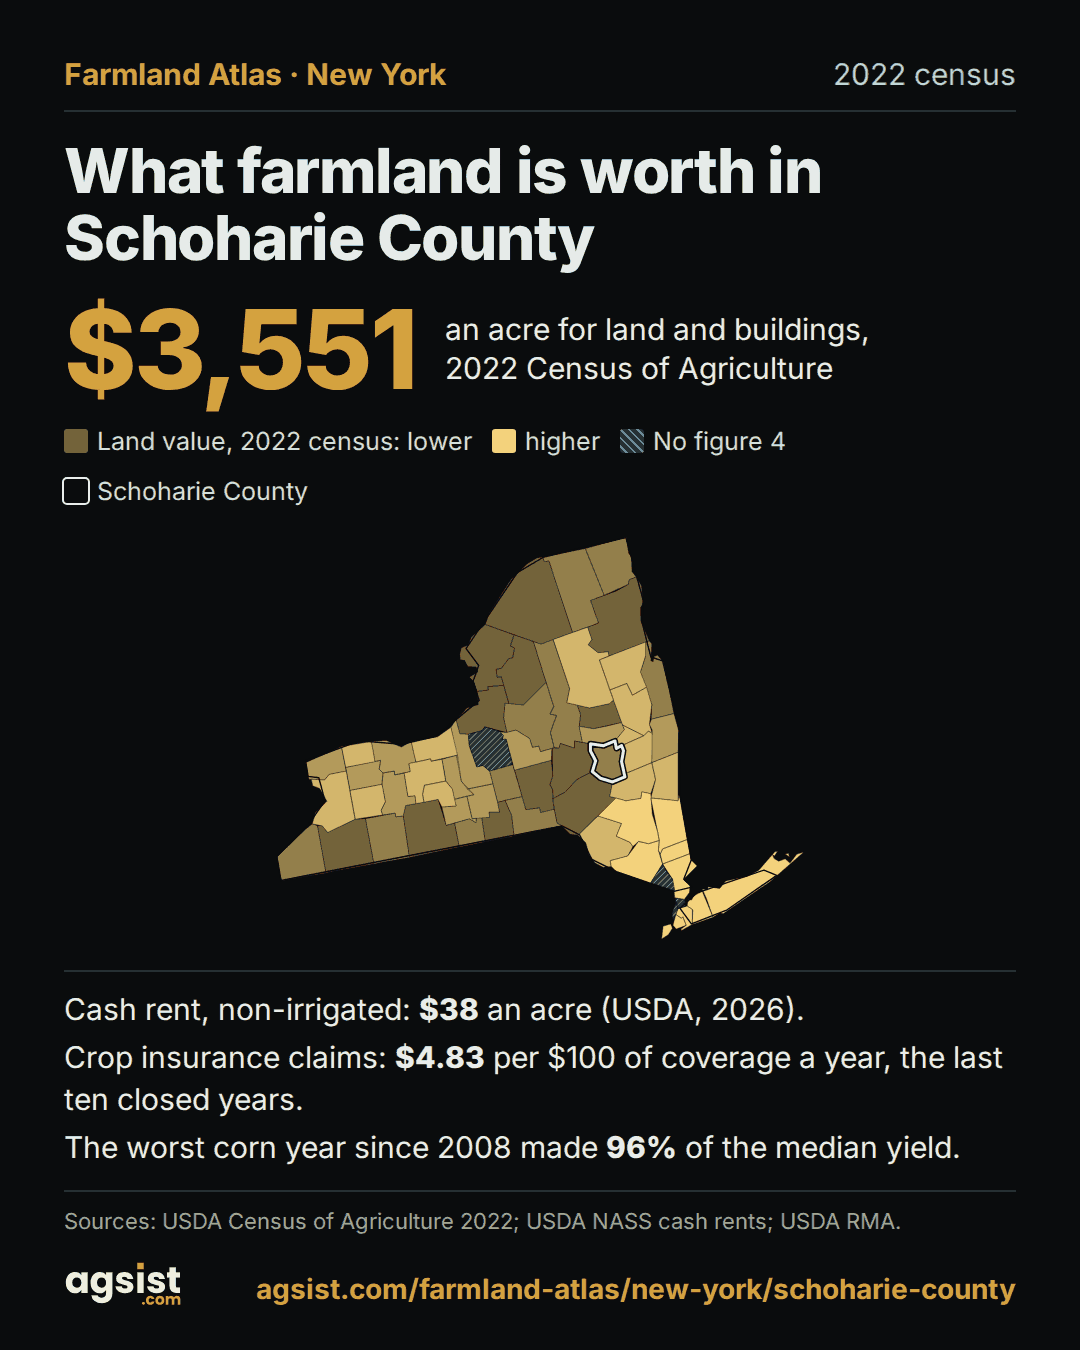 Farmland Atlas · New York
2022 census
What farmland is worth in
Schoharie County
$3,551
an acre for land and buildings,
2022 Census of Agriculture
Land value, 2022 census: lower
higher
No figure 4
Schoharie County
Cash rent, non-irrigated: $38 an acre (USDA, 2026).
Crop insurance claims: $4.83 per $100 of coverage a year, the last
ten closed years.
The worst corn year since 2008 made 96% of the median yield.
Sources: USDA Census of Agriculture 2022; USDA NASS cash rents; USDA RMA.
agsist
.com
agsist.com/farmland-atlas/new-york/schoharie-county